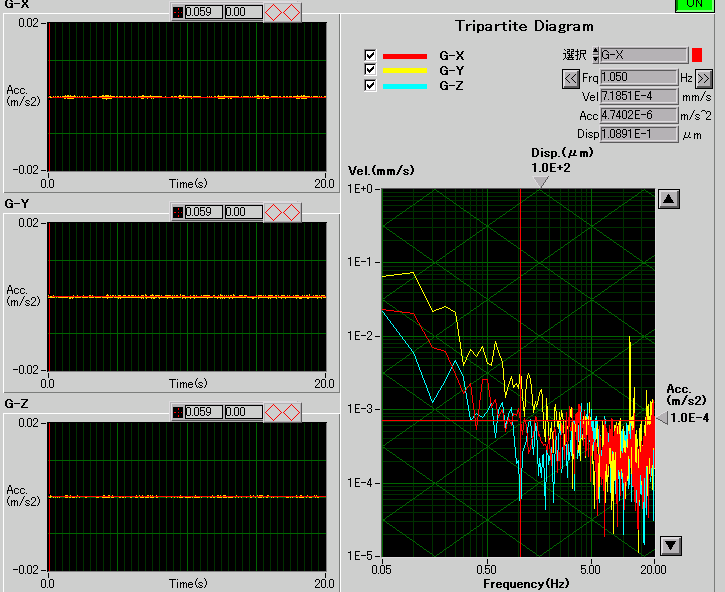 G-X
0.059 0.00
ON
0.02
Acc.
(m/s2)
-0.02
0.0 Time(s) 20.0
G-Y
0.059 0.00
0.02
Acc.
(m/s2)
-0.02
0.0 Time(s) 20.0
G-Z
0.059 0.00
0.02
Acc.
(m/s2)
-0.02
0.0 Time(s) 20.0
Tripartite Diagram
G-X
G-Y
G-Z
選択 G-X
Frq 1.050 Hz
Vel 7.1851E-4 mm/s
Acc 4.7402E-6 m/s^2
Disp 1.0891E-1 μm
Disp.(μm)
1.0E+2
Vel.(mm/s)
1E+0
1E-1
1E-2
1E-3
1E-4
1E-5
Acc.
(m/s2)
1.0E-4
0.05 0.50 5.00 20.00
Frequency(Hz)